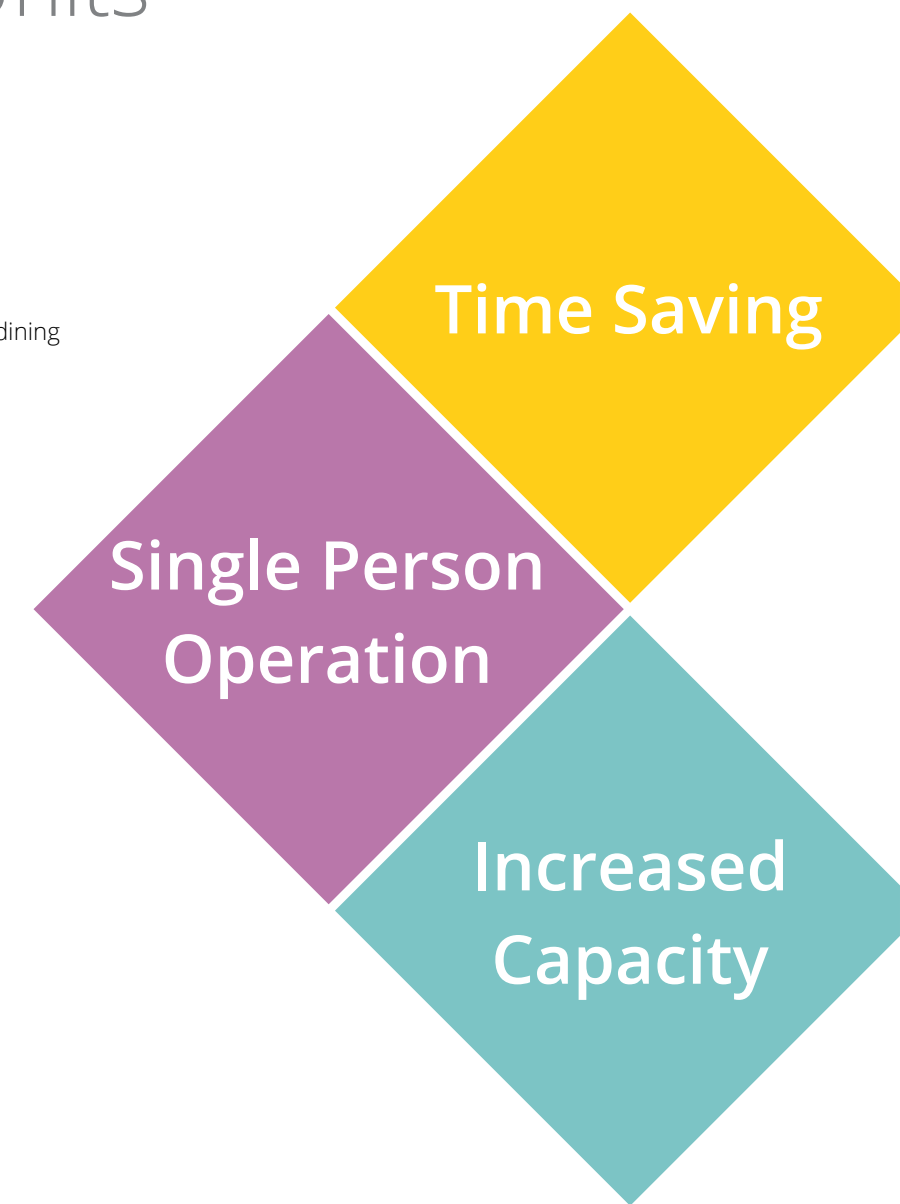 dining
Time Saving
Single Person
Operation
Increased
Capacity